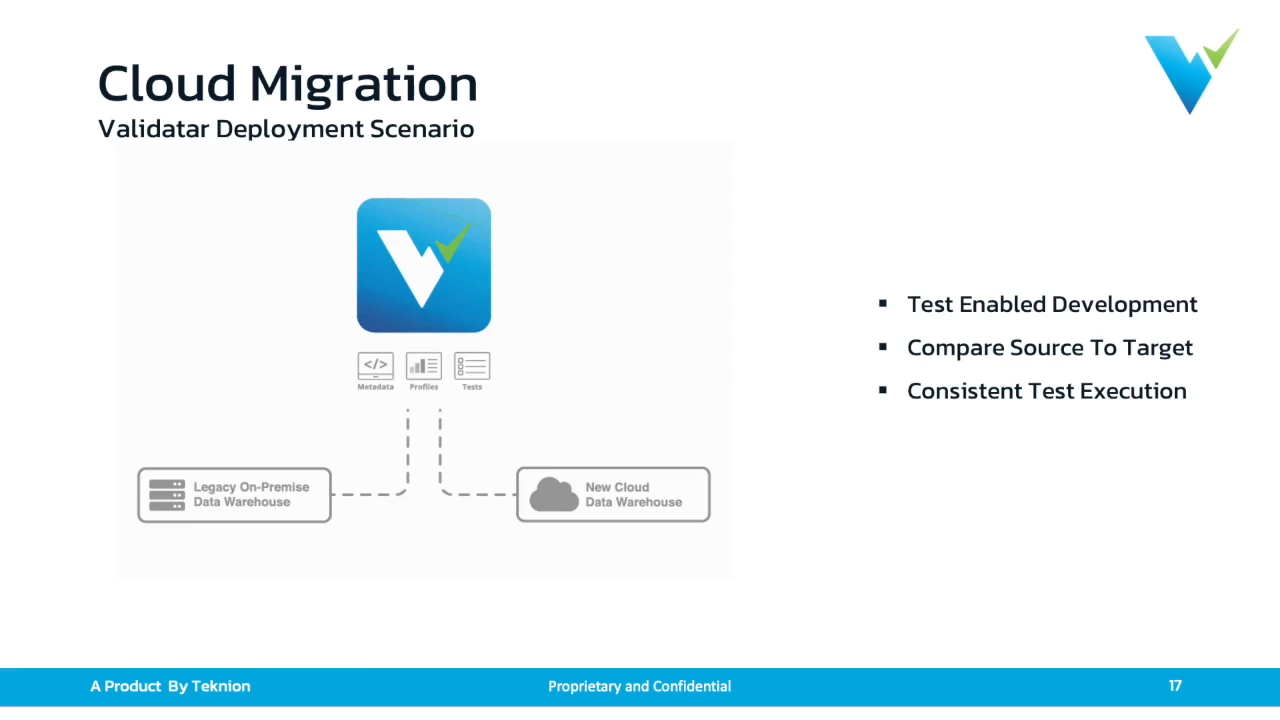 Cloud Migration
Validatar Deployment Scenario
</>
Metadata
Profiles
Tests
Legacy On-Premise
Data Warehouse
New Cloud
Data Warehouse
▪ Test Enabled Development
▪ Compare Source To Target
▪ Consistent Test Execution
A Product By Teknion
Proprietary and Confidential
17